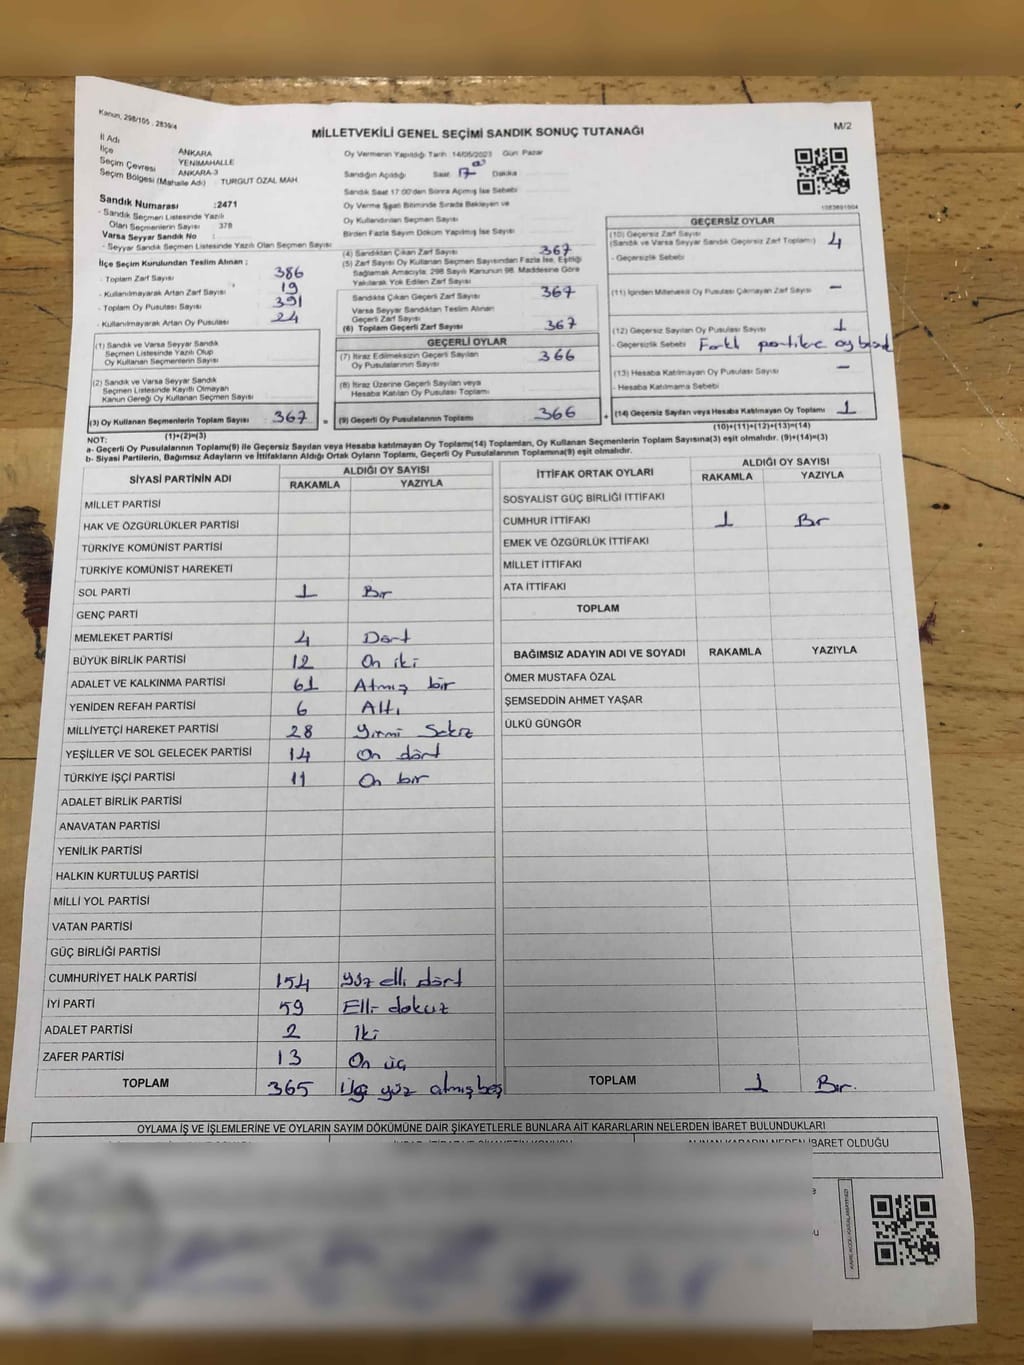 Kanun, 298/105 , 2839/4
MİLLETVEKİLİ GENEL SEÇİMİ SANDIK SONUÇ TUTANAĞI
M/2
İl Adı ANKARA
İlçe YENİMAHALLE
Seçim Çevresi ANKARA-3
Seçim Bölgesi (Mahalle Adı) : TURGUT ÖZAL MAH
Sandık Numarası :2471
- Sandık Seçmen Listesinde Yazılı
Olan Seçmenlerin Sayısı 378
Varsa Seyyar Sandık No :
- Seyyar Sandık Seçmen Listesinde Yazılı Olan Seçmen Sayısı
İlçe Seçim Kurulundan Teslim Alınan ;
- Toplam Zarf Sayısı 386
- Kullanılmayarak Artan Zarf Sayısı 19
- Toplam Oy Pusulası Sayısı 391
- Kullanılmayarak Artan Oy Pusulası 24
(1) Sandık ve Varsa Seyyar Sandık
Seçmen Listesinde Yazılı Olup
Oy Kullanan Seçmenlerin Sayısı
(2) Sandık ve Varsa Seyyar Sandık
Seçmen Listesinde Kayıtlı Olmayan
Kanun Gereği Oy Kullanan Seçmen Sayısı
(3) Oy Kullanan Seçmenlerin Toplam Sayısı 367 =
(1)+(2)=(3)
Oy Vermenin Yapıldığı Tarih 14/05/2023 Gün: Pazar
Sandığın Açıldığı Saat 17 Dakika
Sandık Saat 17:00'den Sonra Açılmış İse Sebebi
Oy Verme İşlemi Bitiminde Sırada Bekleyen ve
Oy Kullandırılan Seçmen Sayısı
Birden Fazla Sayım Döküm Yapılmış İse Sayısı
(4) Sandıktan Çıkan Zarf Sayısı 367
(5) Zarf Sayısı Oy Kullanan Seçmen Sayısından Fazla İse, Eşitliği
Sağlamak Amacıyla; 298 Sayılı Kanunun 98. Maddesine Göre
Yakılarak Yok Edilen Zarf Sayısı
Sandıkta Çıkan Geçerli Zarf Sayısı 367
Varsa Seyyar Sandıktan Teslim Alınan
Geçerli Zarf Sayısı
(6) Toplam Geçerli Zarf Sayısı 367
GEÇERLİ OYLAR
(7) İtiraz Edilmeksizin Geçerli Sayılan
Oy Pusulalarının Sayısı 366
(8) İtiraz Üzerine Geçerli Sayılan veya
Hesaba Katılan Oy Pusulası Toplamı
(9) Geçerli Oy Pusulalarının Toplamı 366 +
1083691904
GEÇERSİZ OYLAR
(10) Geçersiz Zarf Sayısı
(Sandık ve Varsa Seyyar Sandık Geçersiz Zarf Toplamı) 4
- Geçersizlik Sebebi
(11) İçinden Milletvekili Oy Pusulası Çıkmayan Zarf Sayısı -
(12) Geçersiz Sayılan Oy Pusulası Sayısı 1
- Geçersizlik Sebebi Farklı partilere oy
(13) Hesaba Katılmayan Oy Pusulası Sayısı -
- Hesaba Katılmama Sebebi
(14) Geçersiz Sayılan veya Hesaba Katılmayan Oy Toplamı 1
(10)+(11)+(12)+(13)=(14)
NOT:
a- Geçerli Oy Pusulalarının Toplamı(9) ile Geçersiz Sayılan veya Hesaba katılmayan Oy Toplamı(14) Toplamları, Oy Kullanan Seçmenlerin Toplam Sayısına(3) eşit olmalıdır. (9)+(14)=(3)
b- Siyasi Partilerin, Bağımsız Adayların ve İttifakların Aldığı Ortak Oyların Toplamı, Geçerli Oy Pusulalarının Toplamına(9) eşit olmalıdır.
SİYASİ PARTİNİN ADI
ALDIĞI OY SAYISI
RAKAMLA YAZIYLA
MİLLET PARTİSİ
HAK VE ÖZGÜRLÜKLER PARTİSİ
TÜRKİYE KOMÜNİST PARTİSİ
TÜRKİYE KOMÜNİST HAREKETİ
SOL PARTİ 1 Bir
GENÇ PARTİ
MEMLEKET PARTİSİ 4 Dört
BÜYÜK BİRLİK PARTİSİ 12 On iki
ADALET VE KALKINMA PARTİSİ 61 Atmış bir
YENİDEN REFAH PARTİSİ 6 Altı
MİLLİYETÇİ HAREKET PARTİSİ 28 Yirmi Sekiz
YEŞİLLER VE SOL GELECEK PARTİSİ 14 On dört
TÜRKİYE İŞÇİ PARTİSİ 11 On bir
ADALET BİRLİK PARTİSİ
ANAVATAN PARTİSİ
YENİLİK PARTİSİ
HALKIN KURTULUŞ PARTİSİ
MİLLİ YOL PARTİSİ
VATAN PARTİSİ
GÜÇ BİRLİĞİ PARTİSİ
CUMHURİYET HALK PARTİSİ 154 Yüz elli dört
İYİ PARTİ 59 Elli dokuz
ADALET PARTİSİ 2 İki
ZAFER PARTİSİ 13 On üç
TOPLAM 365 Üç yüz atmış beş
İTTİFAK ORTAK OYLARI
ALDIĞI OY SAYISI
RAKAMLA YAZIYLA
SOSYALİST GÜÇ BİRLİĞİ İTTİFAKI
CUMHUR İTTİFAKI 1 Bir
EMEK VE ÖZGÜRLÜK İTTİFAKI
MİLLET İTTİFAKI
ATA İTTİFAKI
TOPLAM
BAĞIMSIZ ADAYIN ADI VE SOYADI RAKAMLA YAZIYLA
ÖMER MUSTAFA ÖZAL
ŞEMSEDDİN AHMET YAŞAR
ÜLKÜ GÜNGÖR
TOPLAM 1 Bir.
OYLAMA İŞ VE İŞLEMLERİNE VE OYLARIN SAYIM DÖKÜMÜNE DAİR ŞİKAYETLERLE BUNLARA AİT KARARLARIN NELERDEN İBARET BULUNDUKLARI
ALINAN KARARIN NEDEN İBARET OLDUĞU